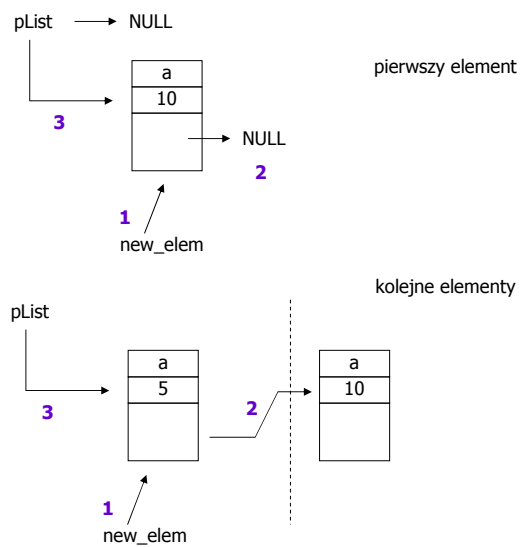 pList NULL
pierwszy element
a
10
3
NULL
2
1
new_elem
kolejne elementy
pList
a
5
a
10
3
2
1
new_elem